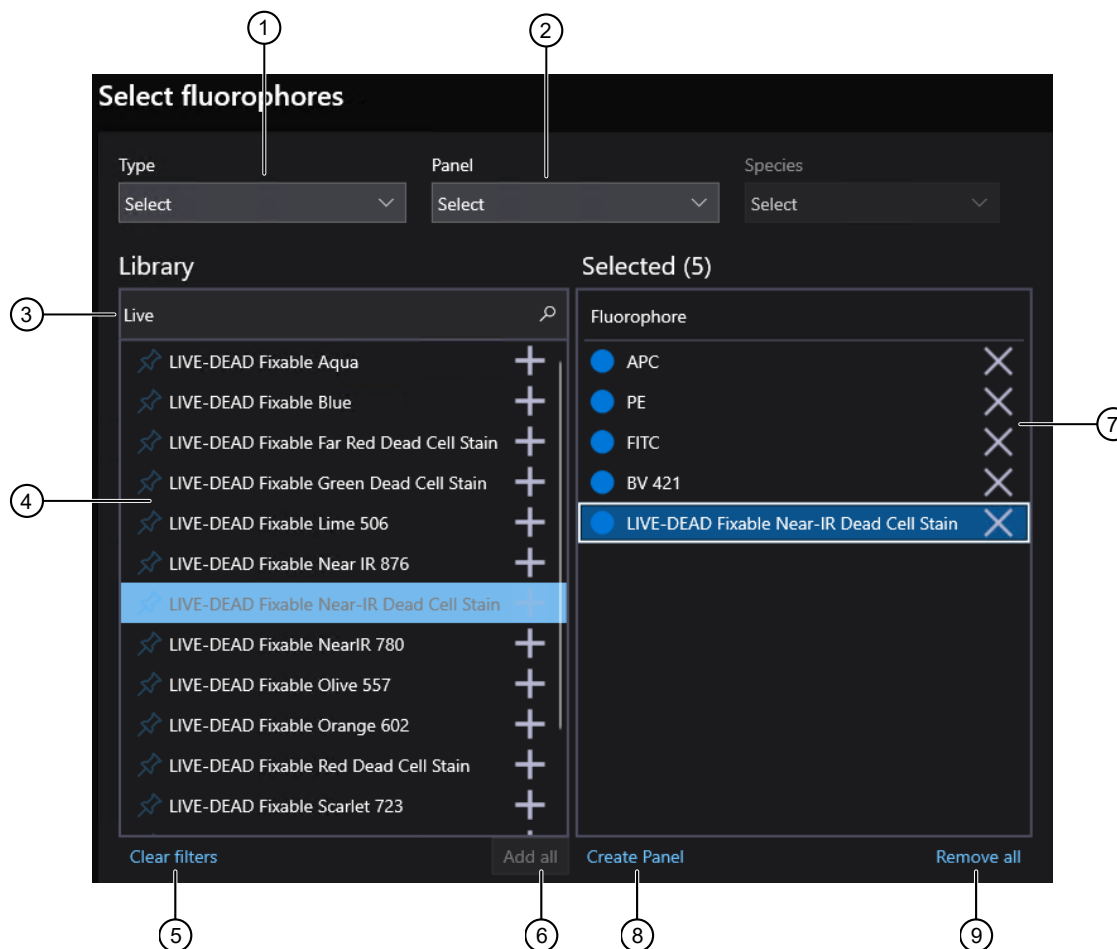 1
2
Select fluorophores
Type
Panel
Species
Select
Select
Select
Library
Selected (5)
3
Live
Fluorophore
LIVE-DEAD Fixable Aqua
LIVE-DEAD Fixable Blue
LIVE-DEAD Fixable Far Red Dead Cell Stain
LIVE-DEAD Fixable Green Dead Cell Stain
LIVE-DEAD Fixable Lime 506
LIVE-DEAD Fixable Near IR 876
LIVE-DEAD Fixable Near-IR Dead Cell Stain
LIVE-DEAD Fixable NearIR 780
LIVE-DEAD Fixable Olive 557
LIVE-DEAD Fixable Orange 602
LIVE-DEAD Fixable Red Dead Cell Stain
LIVE-DEAD Fixable Scarlet 723
4
APC
PE
FITC
BV 421
LIVE-DEAD Fixable Near-IR Dead Cell Stain
7
Clear filters
Add all
Create Panel
Remove all
5
6
8
9